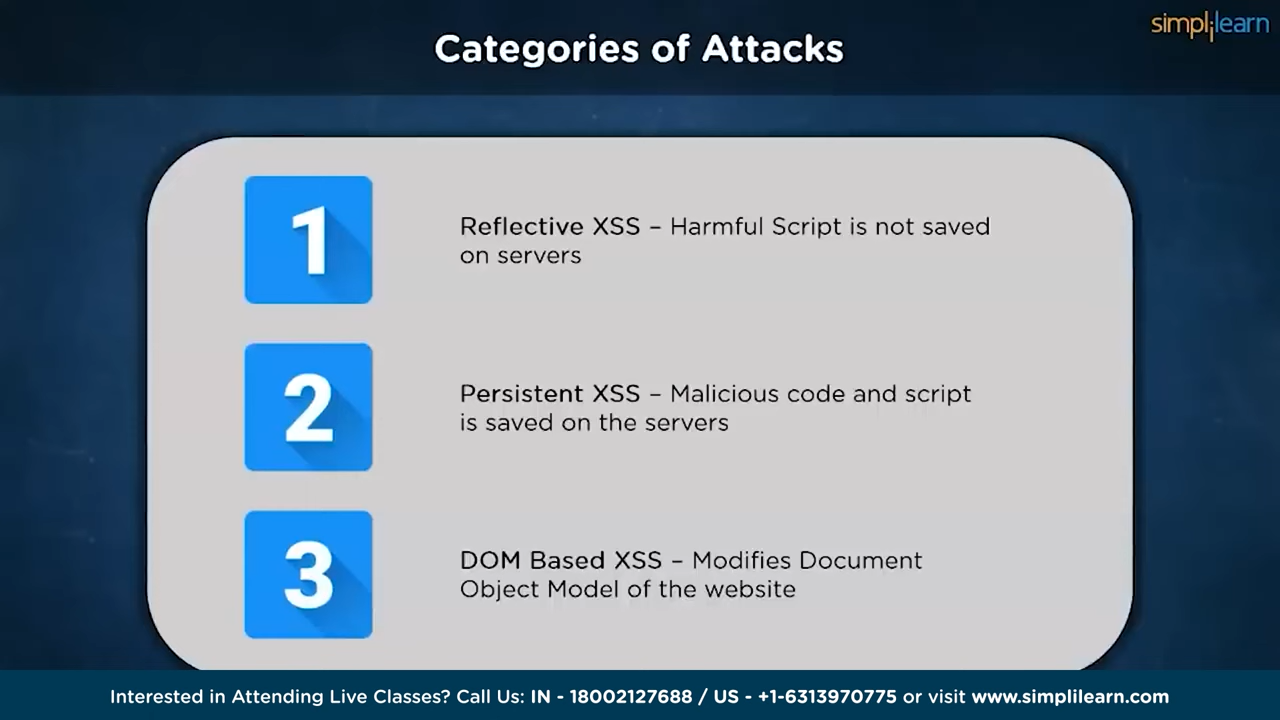 Categories of Attacks
simplilearn
1
Reflective XSS – Harmful Script is not saved
on servers
2
Persistent XSS – Malicious code and script
is saved on the servers
3
DOM Based XSS – Modifies Document
Object Model of the website
Interested in Attending Live Classes? Call Us: IN - 18002127688 / US - +1-6313970775 or visit www.simplilearn.com